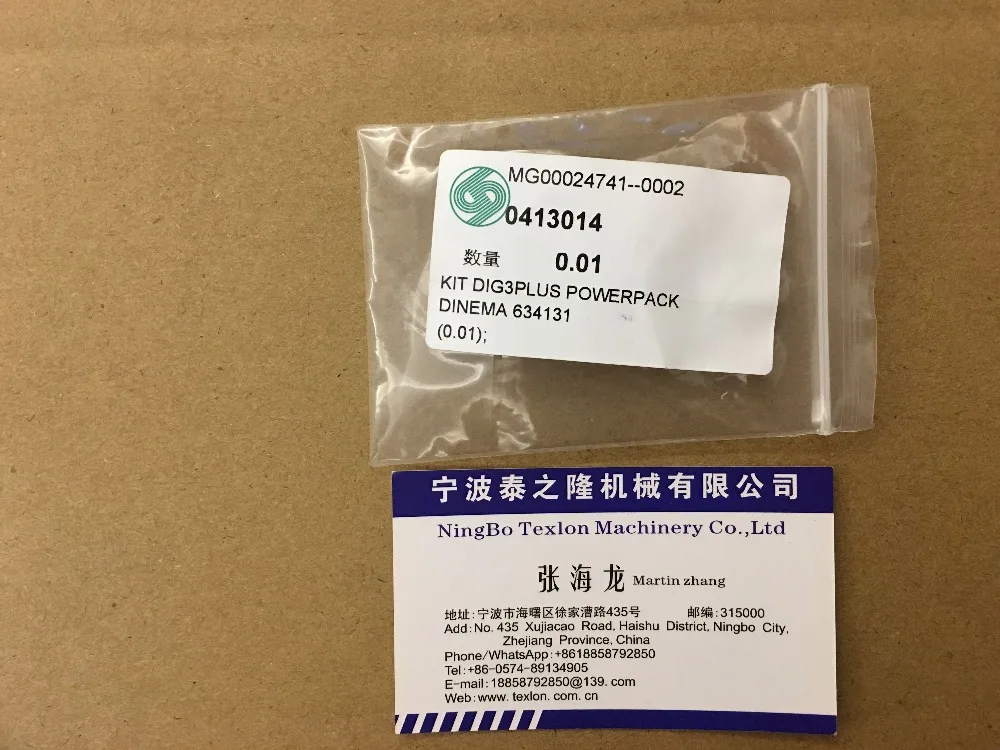 MG00024741--0002
0413014
数量 0.01
KIT DIG3PLUS POWERPACK
DINEMA 634131
(0.01);
宁波泰之隆机械有限公司
NingBo Texlon Machinery Co.,Ltd
张海龙 Martin zhang
地址:宁波市海曙区徐家漕路435号 邮编:315000
Add:No. 435 Xujiacao Road, Haishu District, Ningbo City,
Zhejiang Province, China
Phone/WhatsApp:+8618858792850
Tel:+86-0574-89134905
E-mail:18858792850@139. com
Web:www. texlon. com. cn